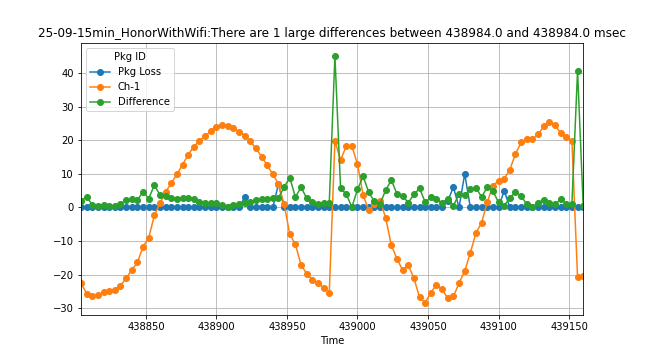 25-09-15min_HonorWithWifi:There are 1 large differences between 438984.0 and 438984.0 msec
Pkg ID
Pkg Loss
Ch-1
Difference
40
30
20
10
0
−10
−20
−30
438850 438900 438950 439000 439050 439100 439150
Time